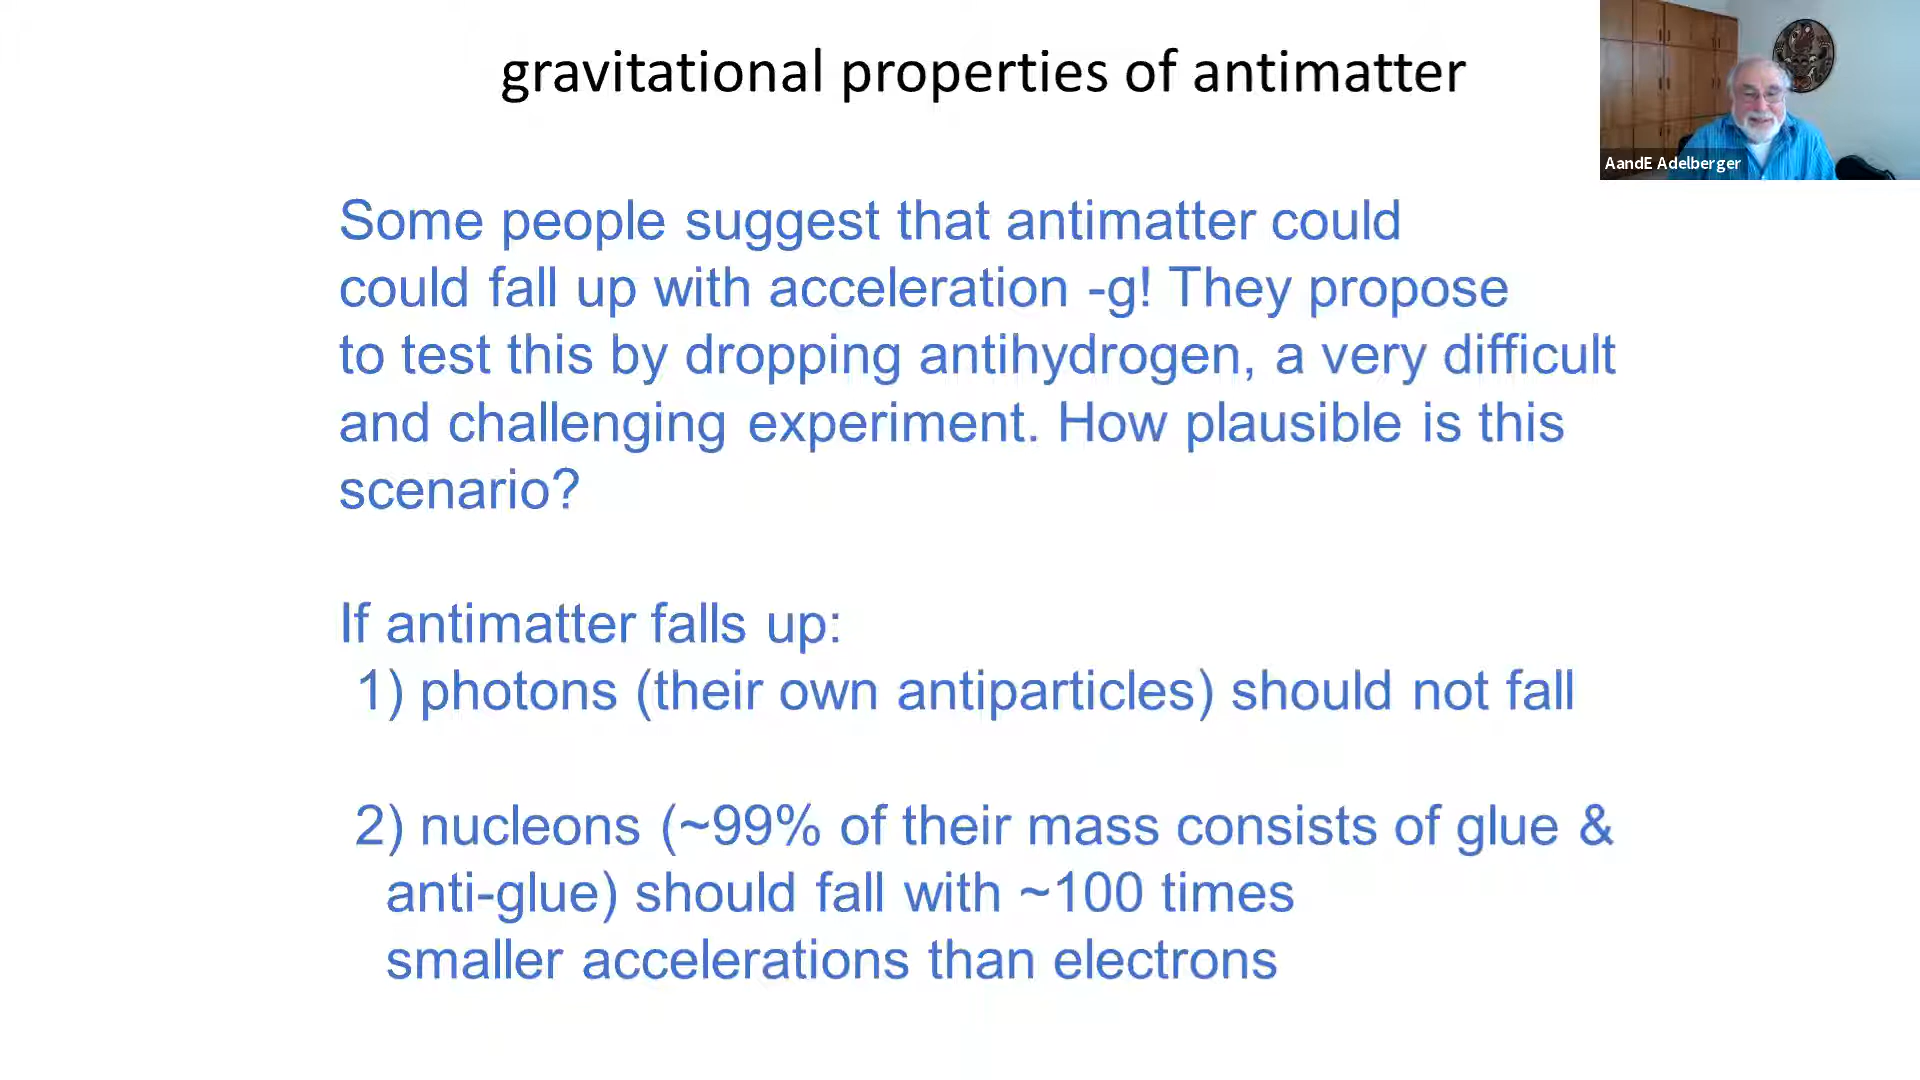 gravitational properties of antimatter
AandE Adelberger
Some people suggest that antimatter could
could fall up with acceleration -g! They propose
to test this by dropping antihydrogen, a very difficult
and challenging experiment. How plausible is this
scenario?
If antimatter falls up:
1) photons (their own antiparticles) should not fall
2) nucleons (~99% of their mass consists of glue &
anti-glue) should fall with ~100 times
smaller accelerations than electrons